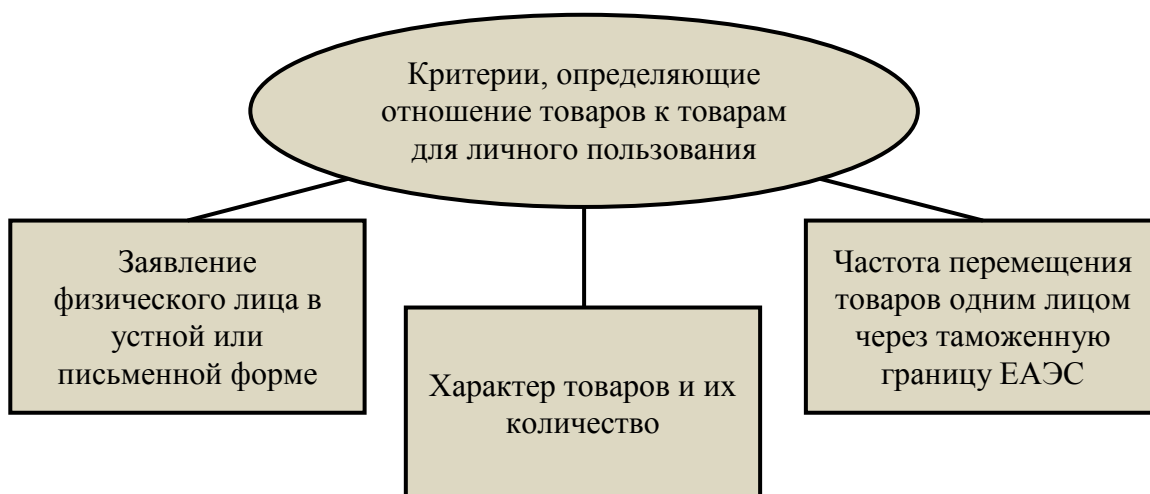 Критерии, определяющие
отношение товаров к товарам
для личного пользования
Заявление
физического лица в
устной или
письменной форме
Характер товаров и их
количество
Частота перемещения
товаров одним лицом
через таможенную
границу ЕАЭС